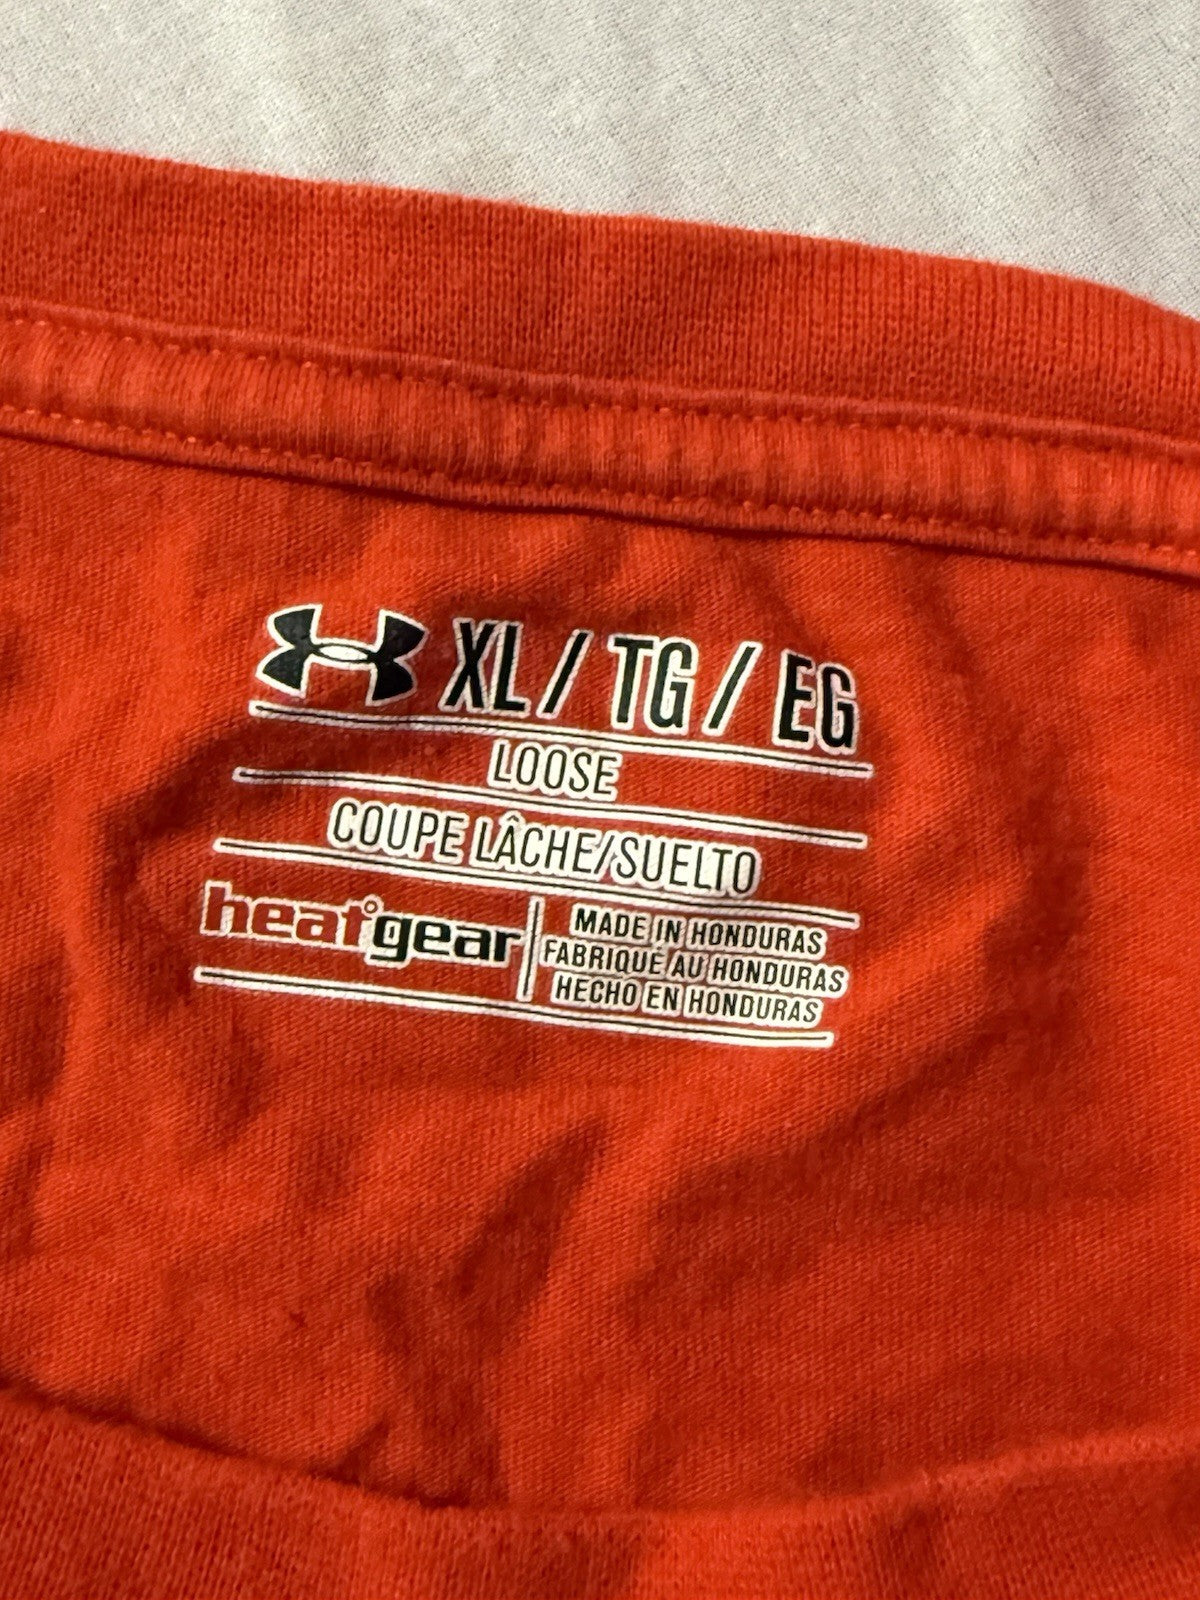 XL / TG / EG
LOOSE
COUPE LÂCHE/SUELTO
heatgear
MADE IN HONDURAS
FABRIQUÉ AU HONDURAS
HECHO EN HONDURAS